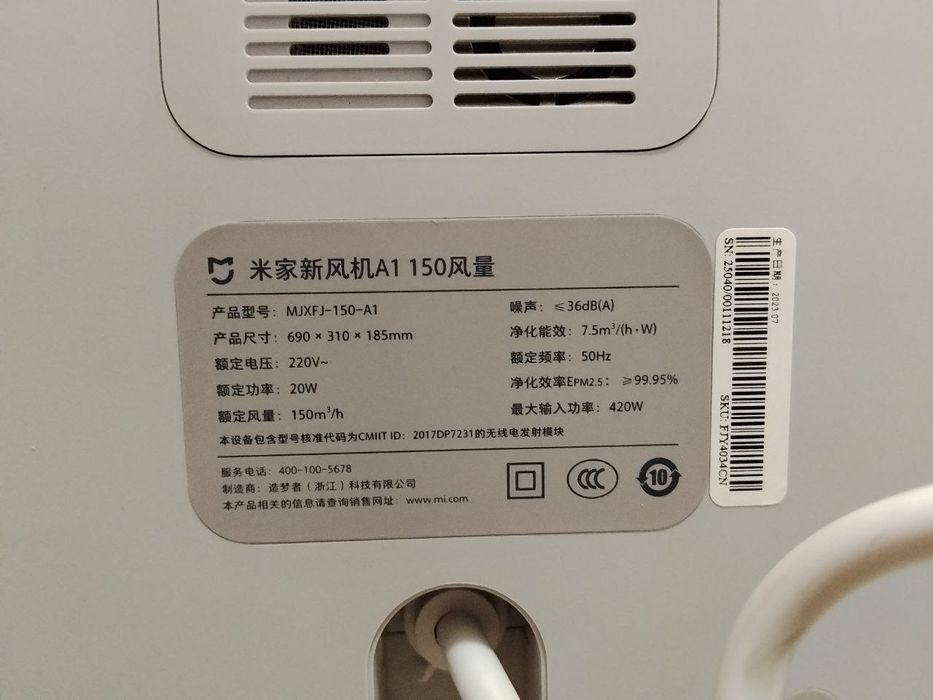 米家新风机A1 150风量
产品型号：MJXFJ-150-A1
产品尺寸：690×310×185mm
额定电压：220V~
额定功率：20W
额定风量：150m³/h
噪声：≤36dB(A)
净化能效：7.5m³/(h·W)
额定频率：50Hz
净化效率EPM2.5：≥99.95%
最大输入功率：420W
本设备包含型号核准代码为CMIIT ID：2017DP7231的无线电发射模块
服务电话：400-100-5678
制造商：造梦者（浙江）科技有限公司
本产品相关的信息请查询销售网址：www.mi.com
10
生产日期：2023.07
SN: 25040/00111218
SKU: FJY4034CN